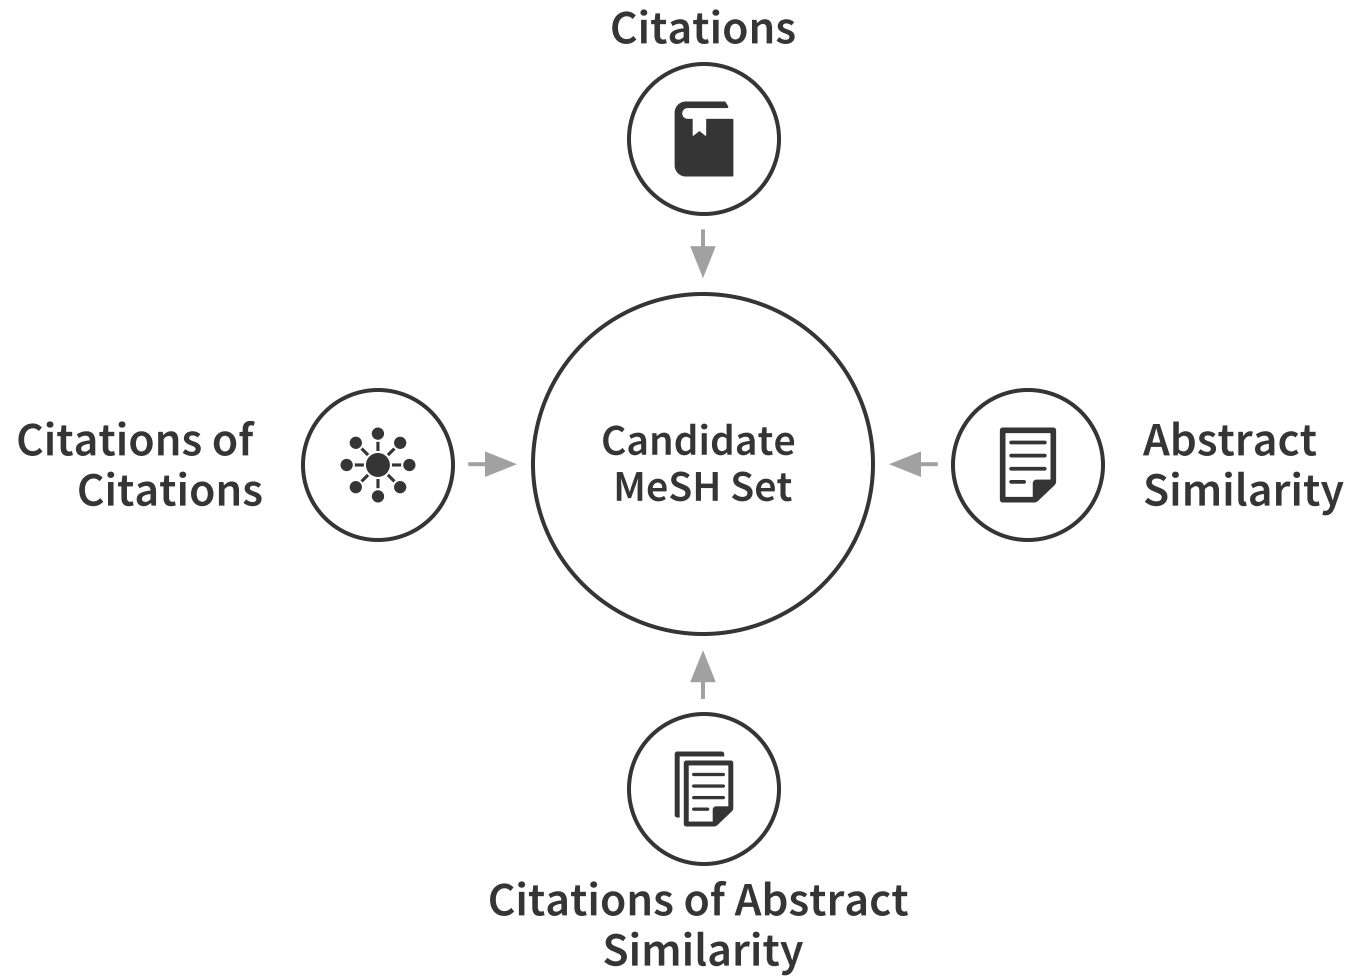 Citations
Citations of
Citations
Candidate
MeSH Set
Abstract
Similarity
Citations of Abstract
Similarity